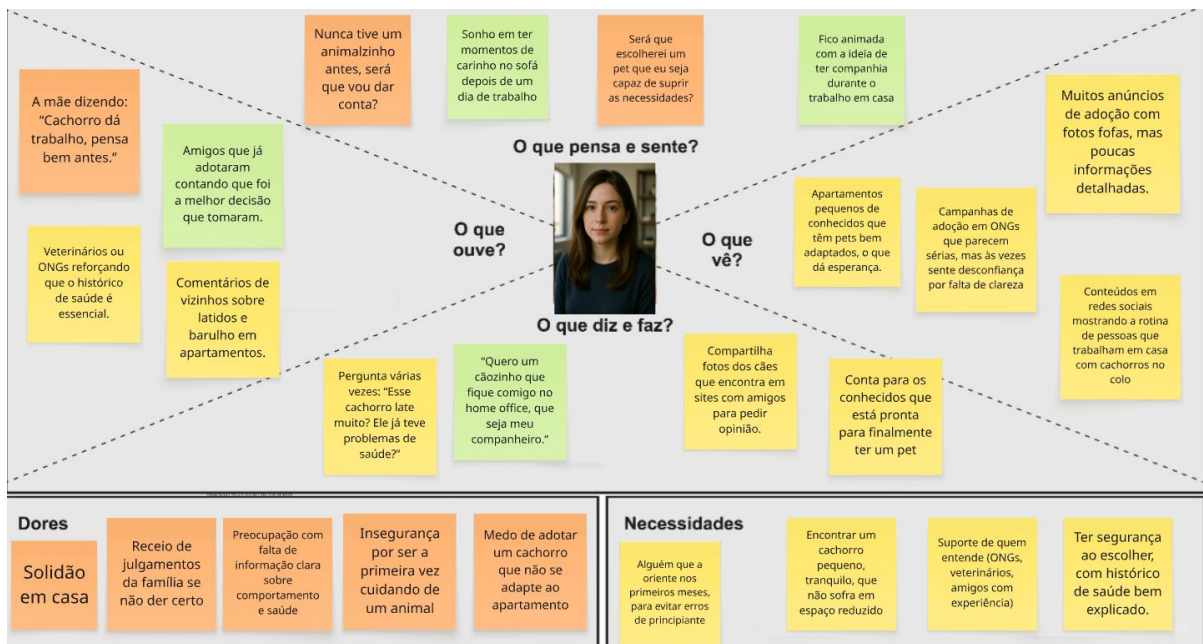 Nunca tive um
animalzinho
antes, será
que vou dar
conta?
Sonho em ter
momentos de
carinho no sofá
depois de um
dia de trabalho
Será que
escolherei um
pet que eu seja
capaz de suprir
as necessidades?
Fico animada
com a ideia de
ter companhia
durante o
trabalho em casa
O que pensa e sente?
A mãe dizendo:
“Cachorro dá
trabalho, pensa
bem antes.”
Amigos que já
adotaram
contando que foi
a melhor decisão
que tomaram.
Veterinários ou
ONGs reforçando
que o histórico
de saúde é
essencial.
Comentários de
vizinhos sobre
latidos e
barulho em
apartamentos.
O que
ouve?
O que
vê?
Muitos anúncios
de adoção com
fotos fofas, mas
poucas
informações
detalhadas.
Apartamentos
pequenos de
conhecidos que
têm pets bem
adaptados, o que
dá esperança.
Campanhas de
adoção em ONGs
que parecem
sérias, mas às vezes
sente desconfiança
por falta de clareza
Conteúdos em
redes sociais
mostrando a rotina
de pessoas que
trabalham em casa
com cachorros no
colo
O que diz e faz?
Pergunta várias
vezes: “Esse
cachorro late
muito? Ele já teve
problemas de
saúde?”
“Quero um
cãozinho que
fique comigo no
home office, que
seja meu
companheiro.”
Compartilha
fotos dos cães
que encontra em
sites com amigos
para pedir
opinião.
Conta para os
conhecidos que
está pronta
para finalmente
ter um pet
Dores
Solidão
em casa
Receio de
julgamentos
da família se
não der certo
Preocupação com
falta de
informação clara
sobre
comportamento
e saúde
Insegurança
por ser a
primeira vez
cuidando de
um animal
Medo de adotar
um cachorro
que não se
adapte ao
apartamento
Necessidades
Alguém que a
oriente nos
primeiros meses,
para evitar erros
de principiante
Encontrar um
cachorro
pequeno,
tranquilo, que
não sofra em
espaço reduzido
Suporte de quem
entende (ONGs,
veterinários,
amigos com
experiência)
Ter segurança
ao escolher,
com histórico
de saúde bem
explicado.